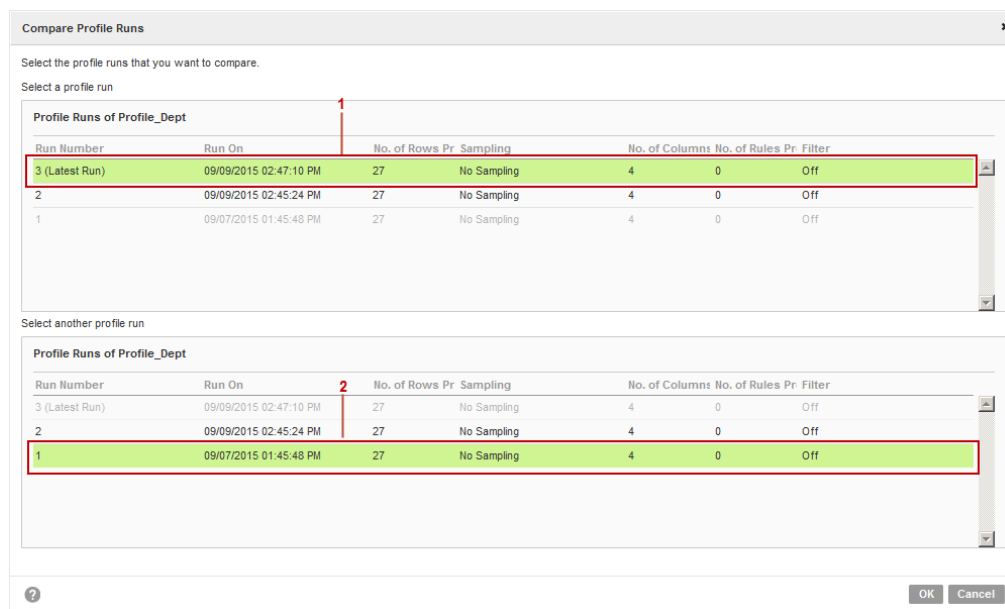 Compare Profile Runs
Select the profile runs that you want to compare.
Select a profile run
1
Profile Runs of Profile_Dept
Run Number Run On No. of Rows Pr Sampling No. of Columns No. of Rules Pr Filter
3 (Latest Run) 09/09/2015 02:47:10 PM 27 No Sampling 4 0 Off
2 09/09/2015 02:45:24 PM 27 No Sampling 4 0 Off
1 09/07/2015 01:45:48 PM 27 No Sampling 4 0 Off
Select another profile run
Profile Runs of Profile_Dept
Run Number Run On 2 No. of Rows Pr Sampling No. of Columns No. of Rules Pr Filter
3 (Latest Run) 09/09/2015 02:47:10 PM 27 No Sampling 4 0 Off
2 09/09/2015 02:45:24 PM 27 No Sampling 4 0 Off
1 09/07/2015 01:45:48 PM 27 No Sampling 4 0 Off
? OK Cancel